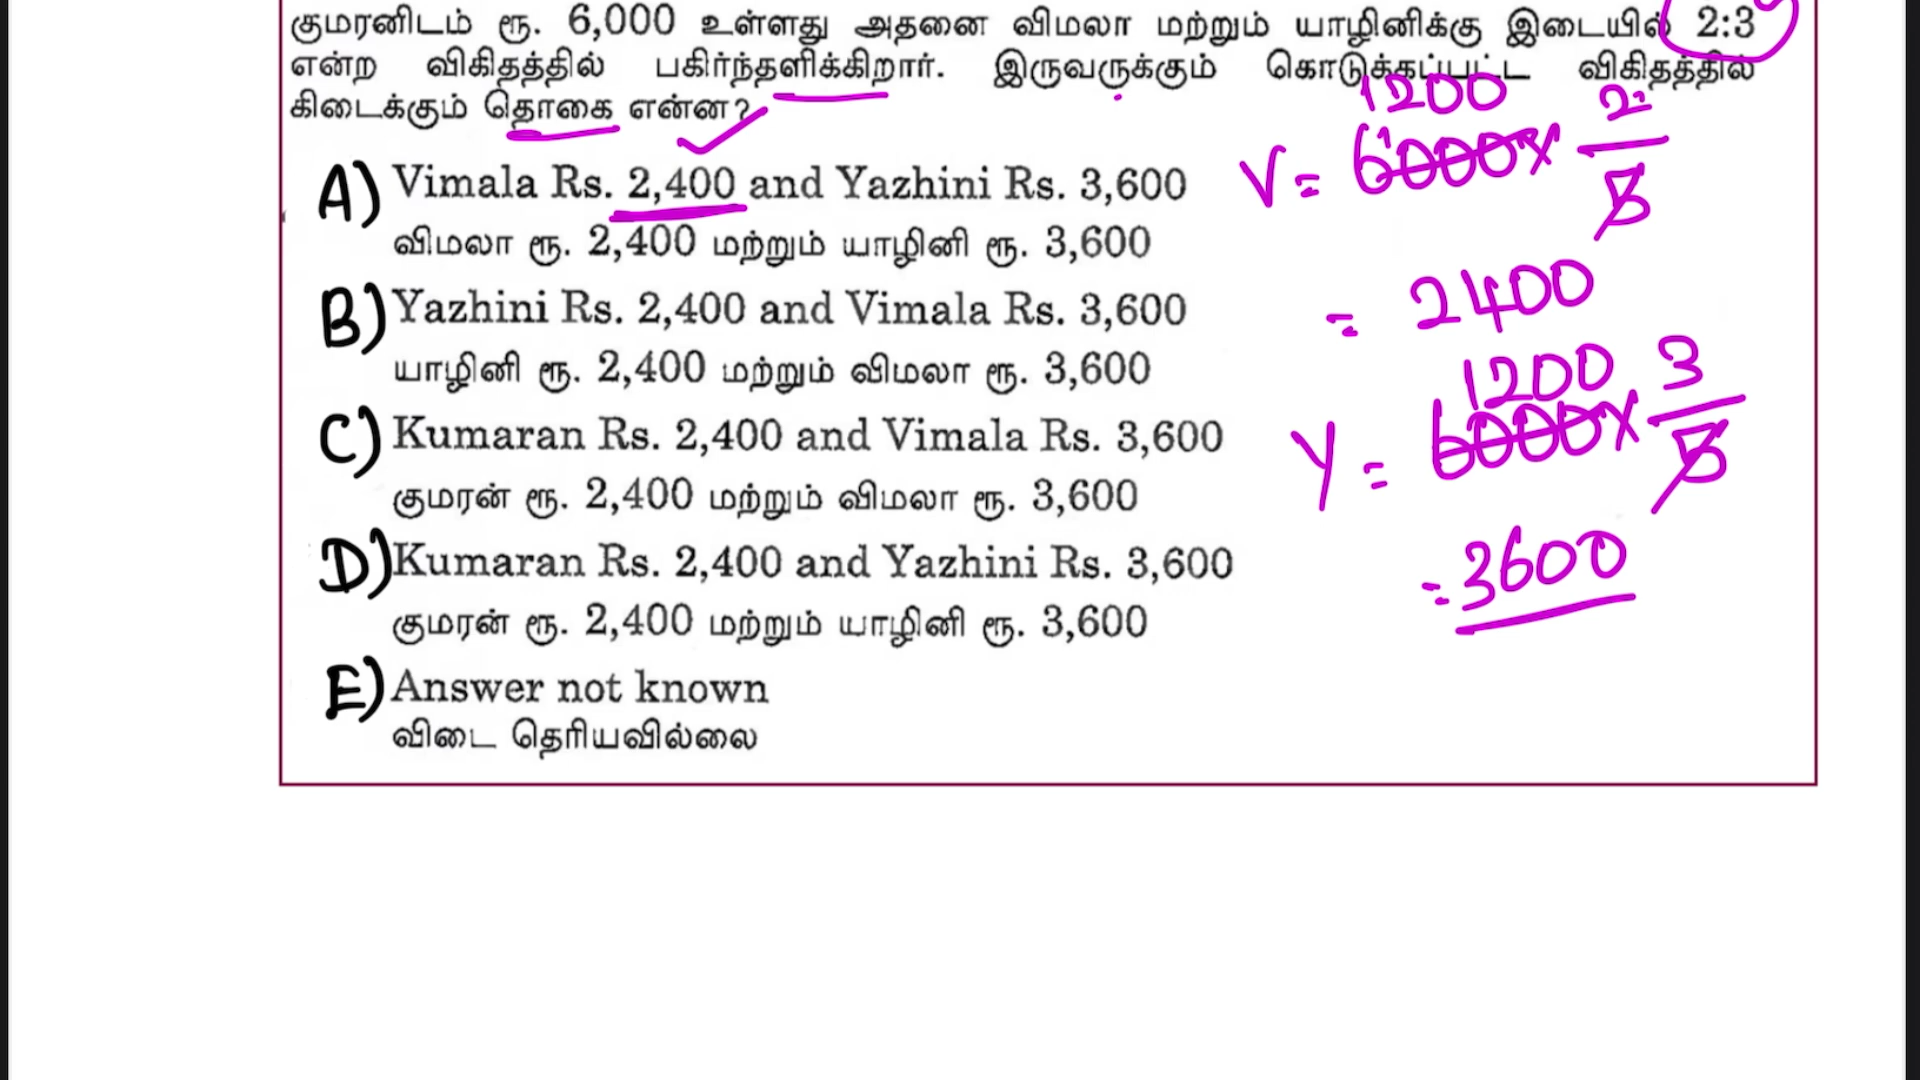 குமரனிடம் ரூ. 6,000 உள்ளது அதனை விமலா மற்றும் யாழினிக்கு இடையில் 2:3
என்ற விகிதத்தில் பகிர்ந்தளிக்கிறார். இருவருக்கும் கொடுக்கப்பட்ட விகிதத்தில்
கிடைக்கும் தொகை என்ன?
A) Vimala Rs. 2,400 and Yazhini Rs. 3,600
விமலா ரூ. 2,400 மற்றும் யாழினி ரூ. 3,600
B) Yazhini Rs. 2,400 and Vimala Rs. 3,600
யாழினி ரூ. 2,400 மற்றும் விமலா ரூ. 3,600
C) Kumaran Rs. 2,400 and Vimala Rs. 3,600
குமரன் ரூ. 2,400 மற்றும் விமலா ரூ. 3,600
D) Kumaran Rs. 2,400 and Yazhini Rs. 3,600
குமரன் ரூ. 2,400 மற்றும் யாழினி ரூ. 3,600
E) Answer not known
விடை தெரியவில்லை
1200 2
V = 6000 x
5
= 2400
1200 3
Y = 6000 x
5
= 3600